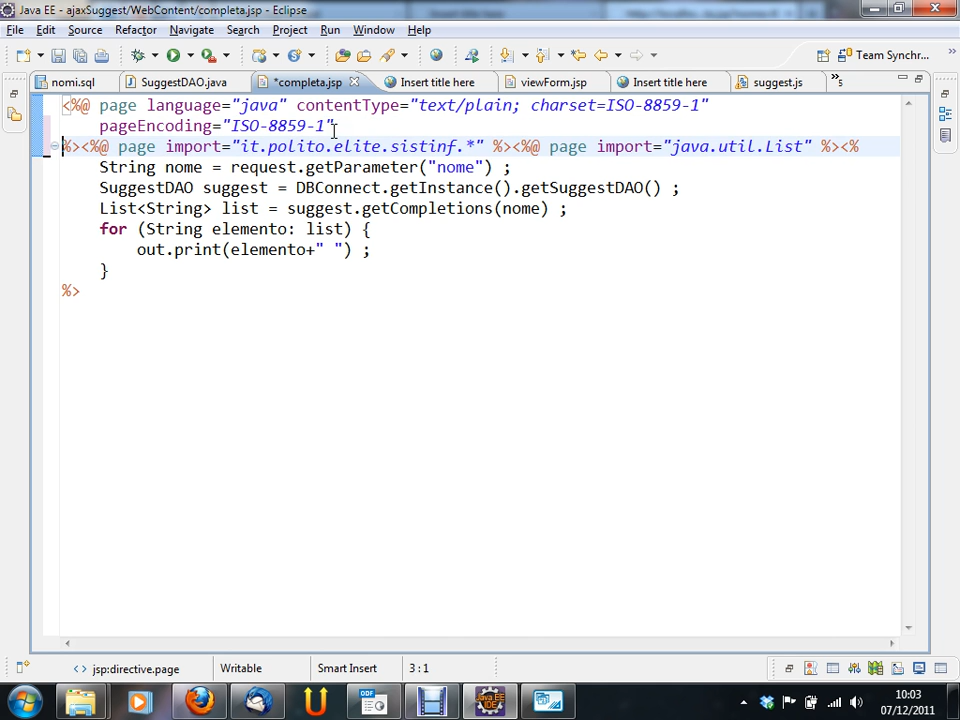 Java EE - ajaxSuggest/WebContent/completa.jsp - Eclipse
File Edit Source Refactor Navigate Search Project Run Window Help
Team Synchr...
nomi.sql SuggestDAO.java *completa.jsp Insert title here viewForm.jsp Insert title here suggest.js »5
<%@ page language="java" contentType="text/plain; charset=ISO-8859-1"
pageEncoding="ISO-8859-1"
%><%@ page import="it.polito.elite.sistinf.*" %><%@ page import="java.util.List" %><%
String nome = request.getParameter("nome") ;
SuggestDAO suggest = DBConnect.getInstance().getSuggestDAO() ;
List<String> list = suggest.getCompletions(nome) ;
for (String elemento: list) {
out.print(elemento+" ") ;
}
%>
<> jsp:directive.page Writable Smart Insert 3 : 1
ODF
Java EE
IDE
10:03
07/12/2011